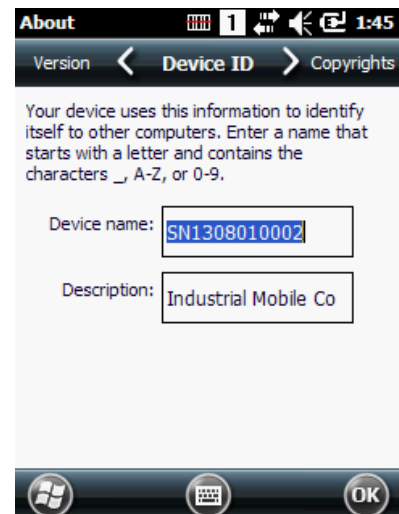 About 1 1:45
Version Device ID Copyrights
Your device uses this information to identify
itself to other computers. Enter a name that
starts with a letter and contains the
characters _, A-Z, or 0-9.
Device name: SN1308010002
Description: Industrial Mobile Co
OK